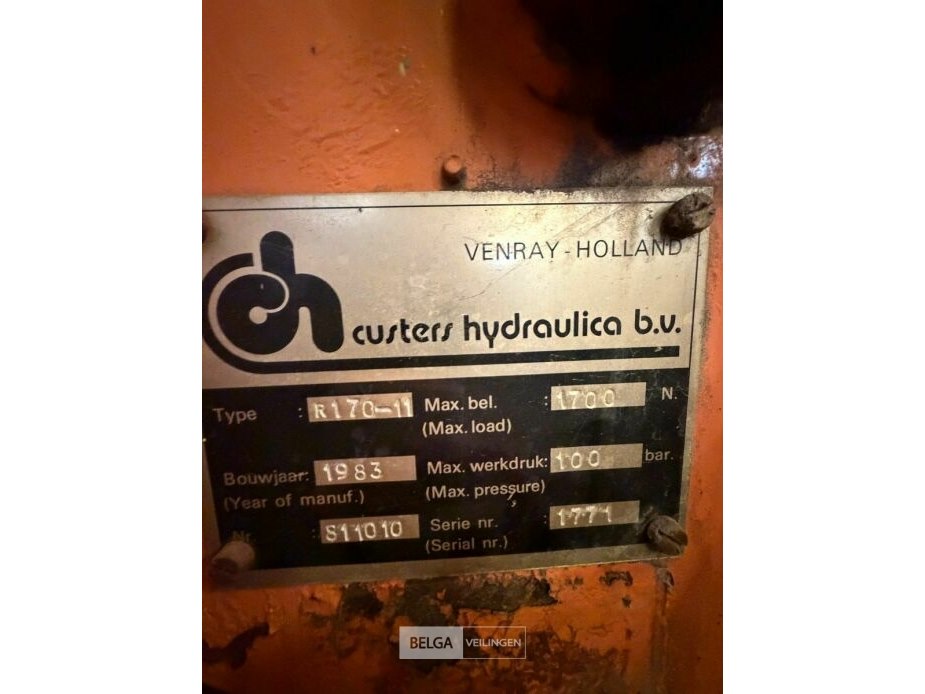 VENRAY - HOLLAND
ch
custers hydraulica b.v.
Type : R170-11 Max. bel. : 1700 N.
(Max. load)
Bouwjaar: 1983 Max. werkdruk: 100 bar.
(Year of manuf.) (Max. pressure)
Nr. : 811010 Serie nr. : 1771
(Serial nr.)
BELGA VEILINGEN